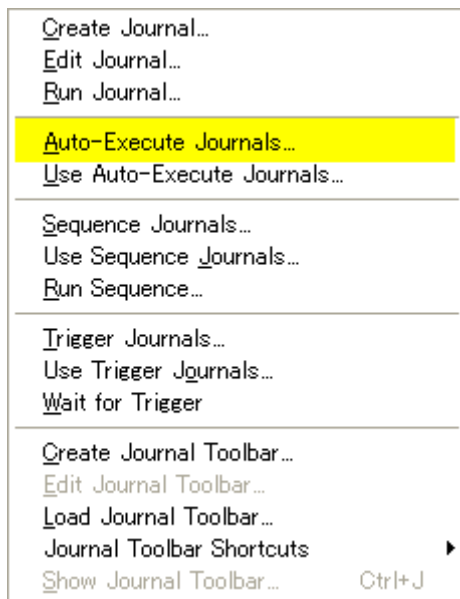 Create Journal...
Edit Journal...
Run Journal...
Auto-Execute Journals...
Use Auto-Execute Journals...
Sequence Journals...
Use Sequence Journals...
Run Sequence...
Trigger Journals...
Use Trigger Journals...
Wait for Trigger
Create Journal Toolbar...
Edit Journal Toolbar...
Load Journal Toolbar...
Journal Toolbar Shortcuts
Show Journal Toolbar... Ctrl+J